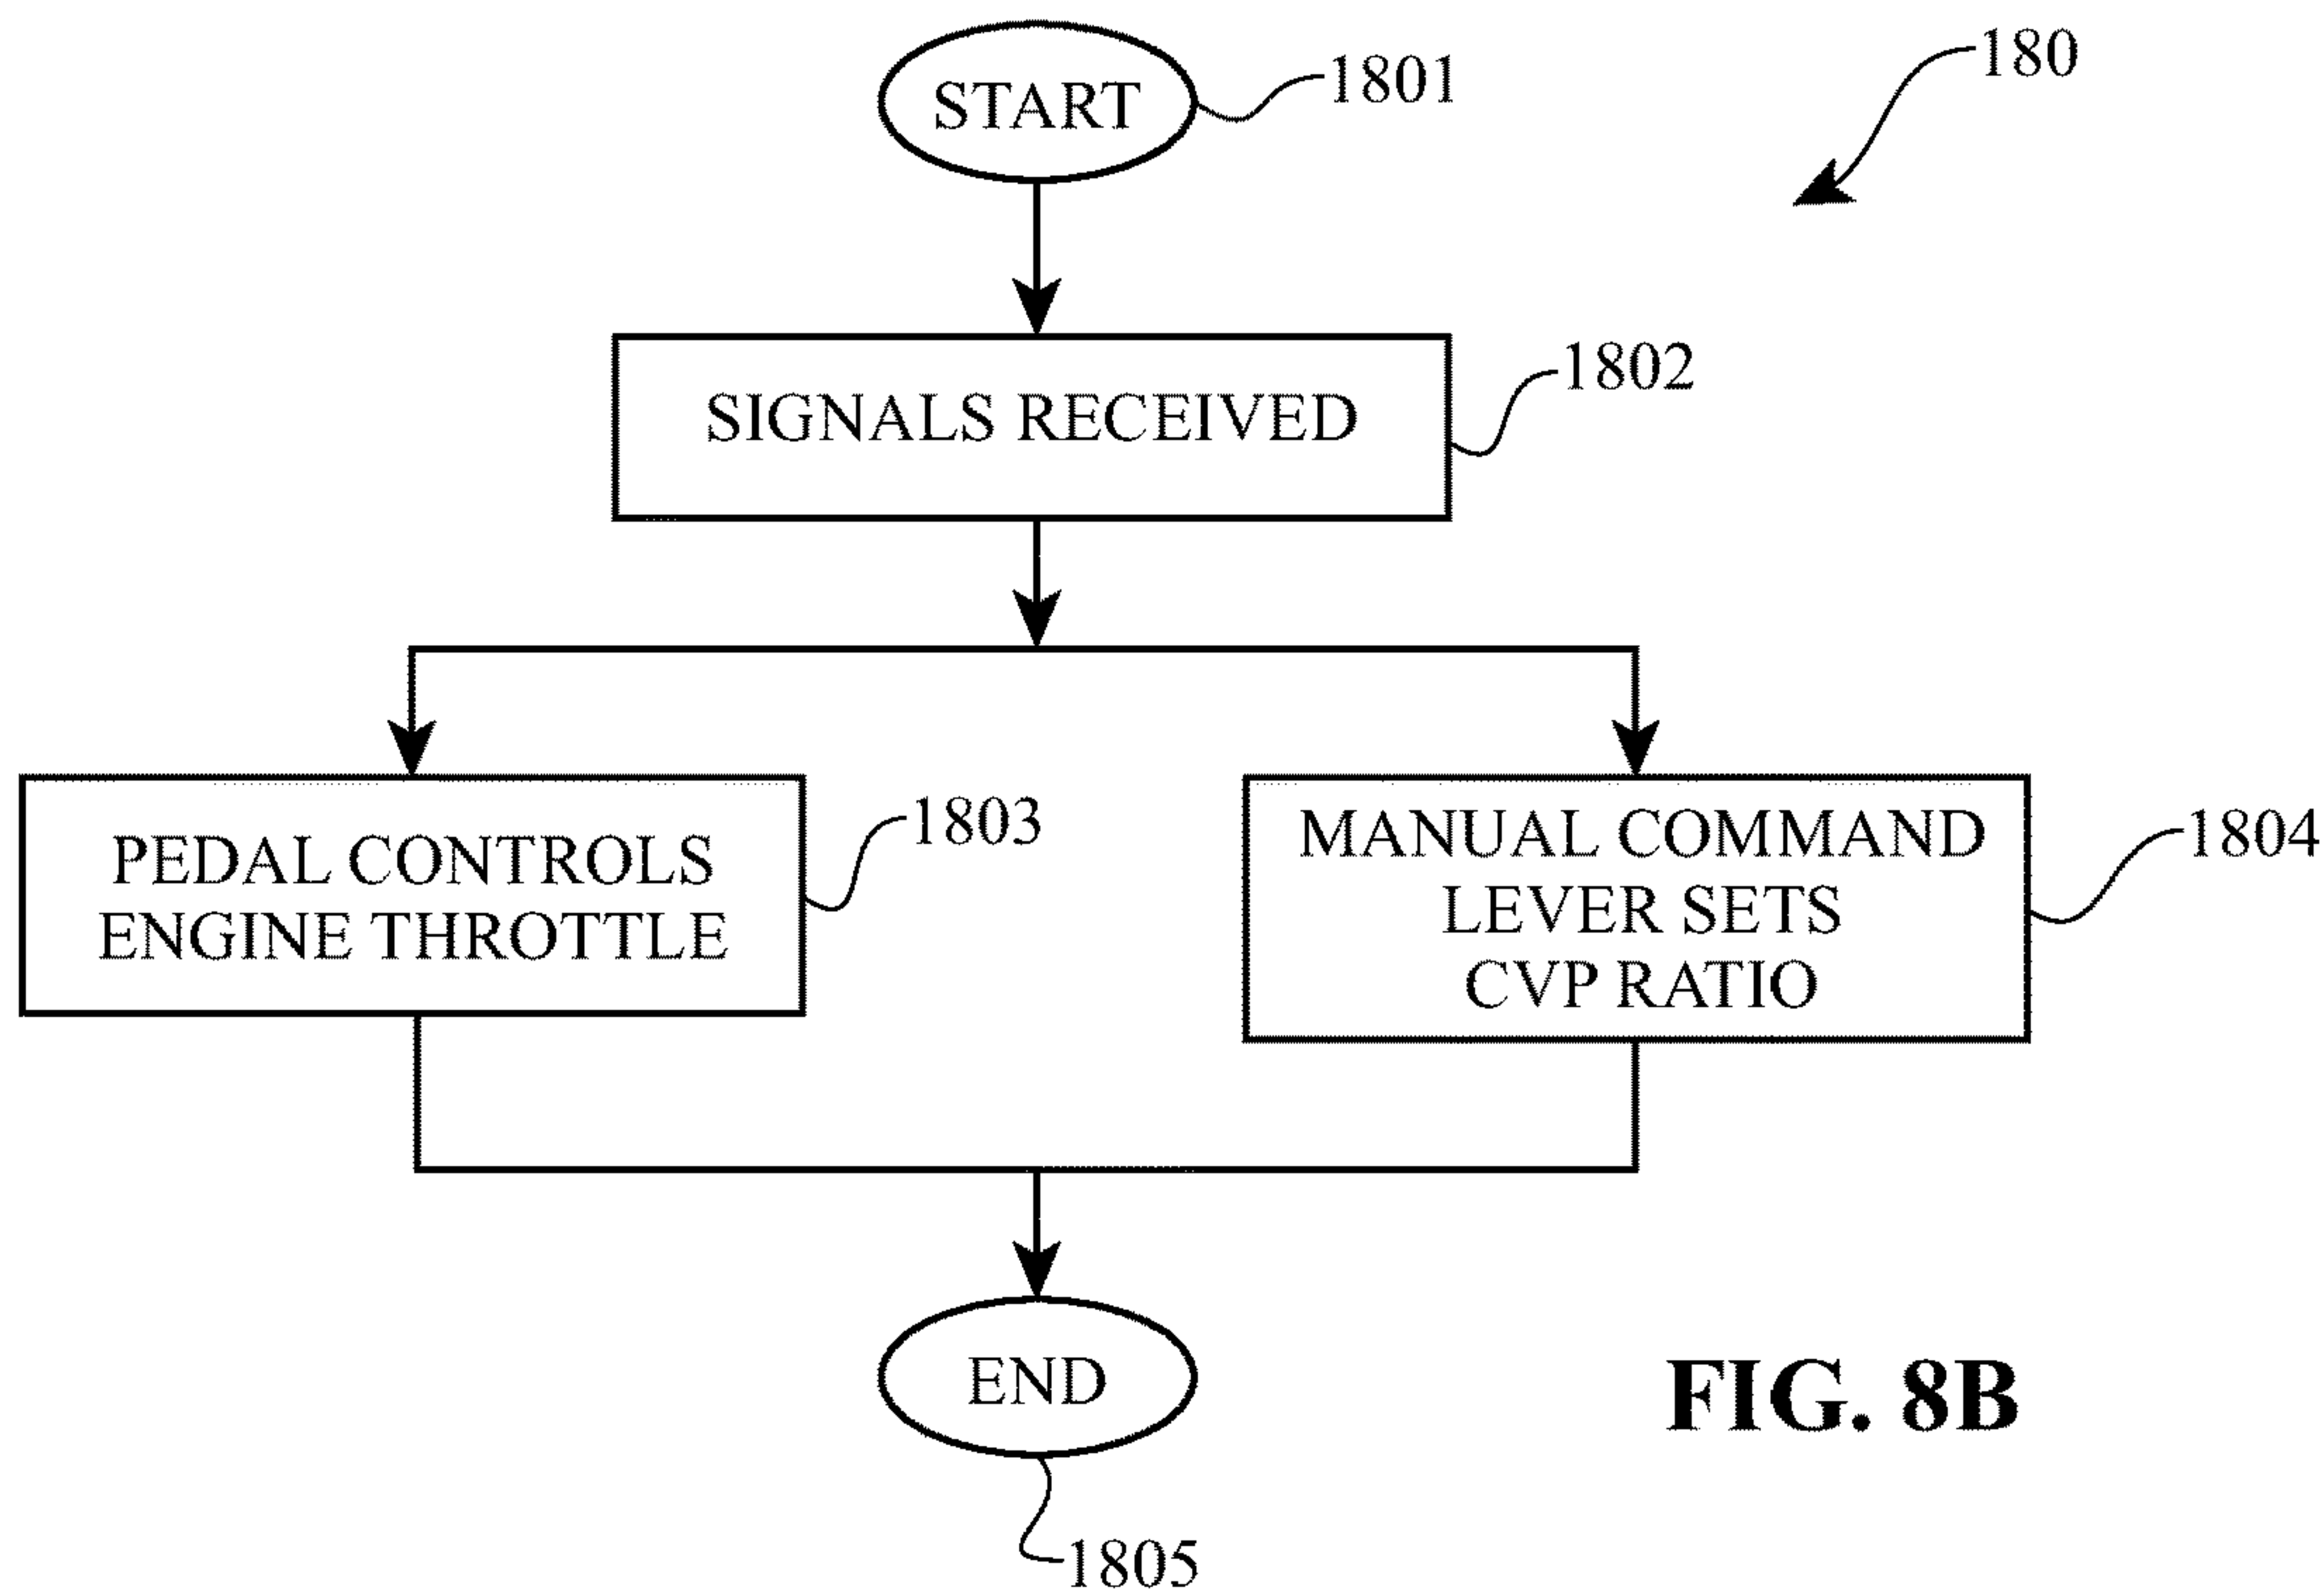 180
START
1801
SIGNALS RECEIVED
1802
PEDAL CONTROLS
ENGINE THROTTLE
1803
MANUAL COMMAND
LEVER SETS
CVP RATIO
1804
END
1805
FIG. 8B